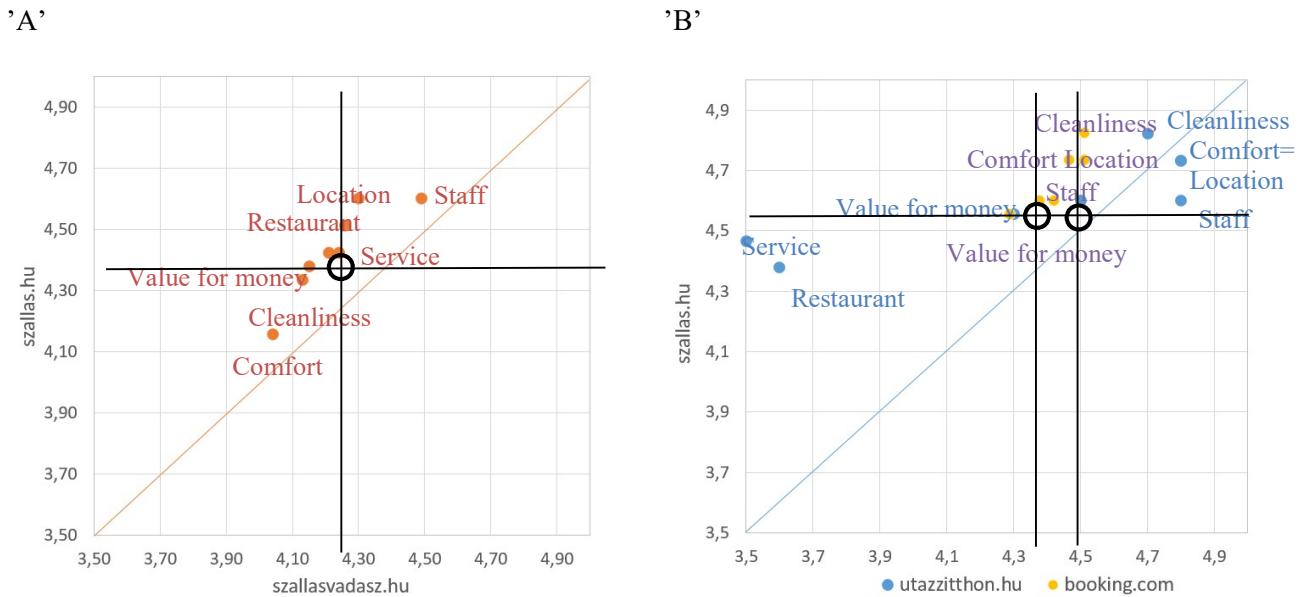 ’A’
’B’
4,90
4,70
4,50
4,30
4,10
3,90
3,70
3,50
szallas.hu
Location
Staff
Restaurant
Service
Value for money
Cleanliness
Comfort
3,50 3,70 3,90 4,10 4,30 4,50 4,70 4,90
szallasvadasz.hu
4,9
4,7
4,5
4,3
4,1
3,9
3,7
3,5
szallas.hu
Cleanliness
Cleanliness
Comfort Location
Comfort=
Location
Staff
Staff
Value for money
Service
Value for money
Restaurant
3,5 3,7 3,9 4,1 4,3 4,5 4,7 4,9
utazzitthon.hu booking.com